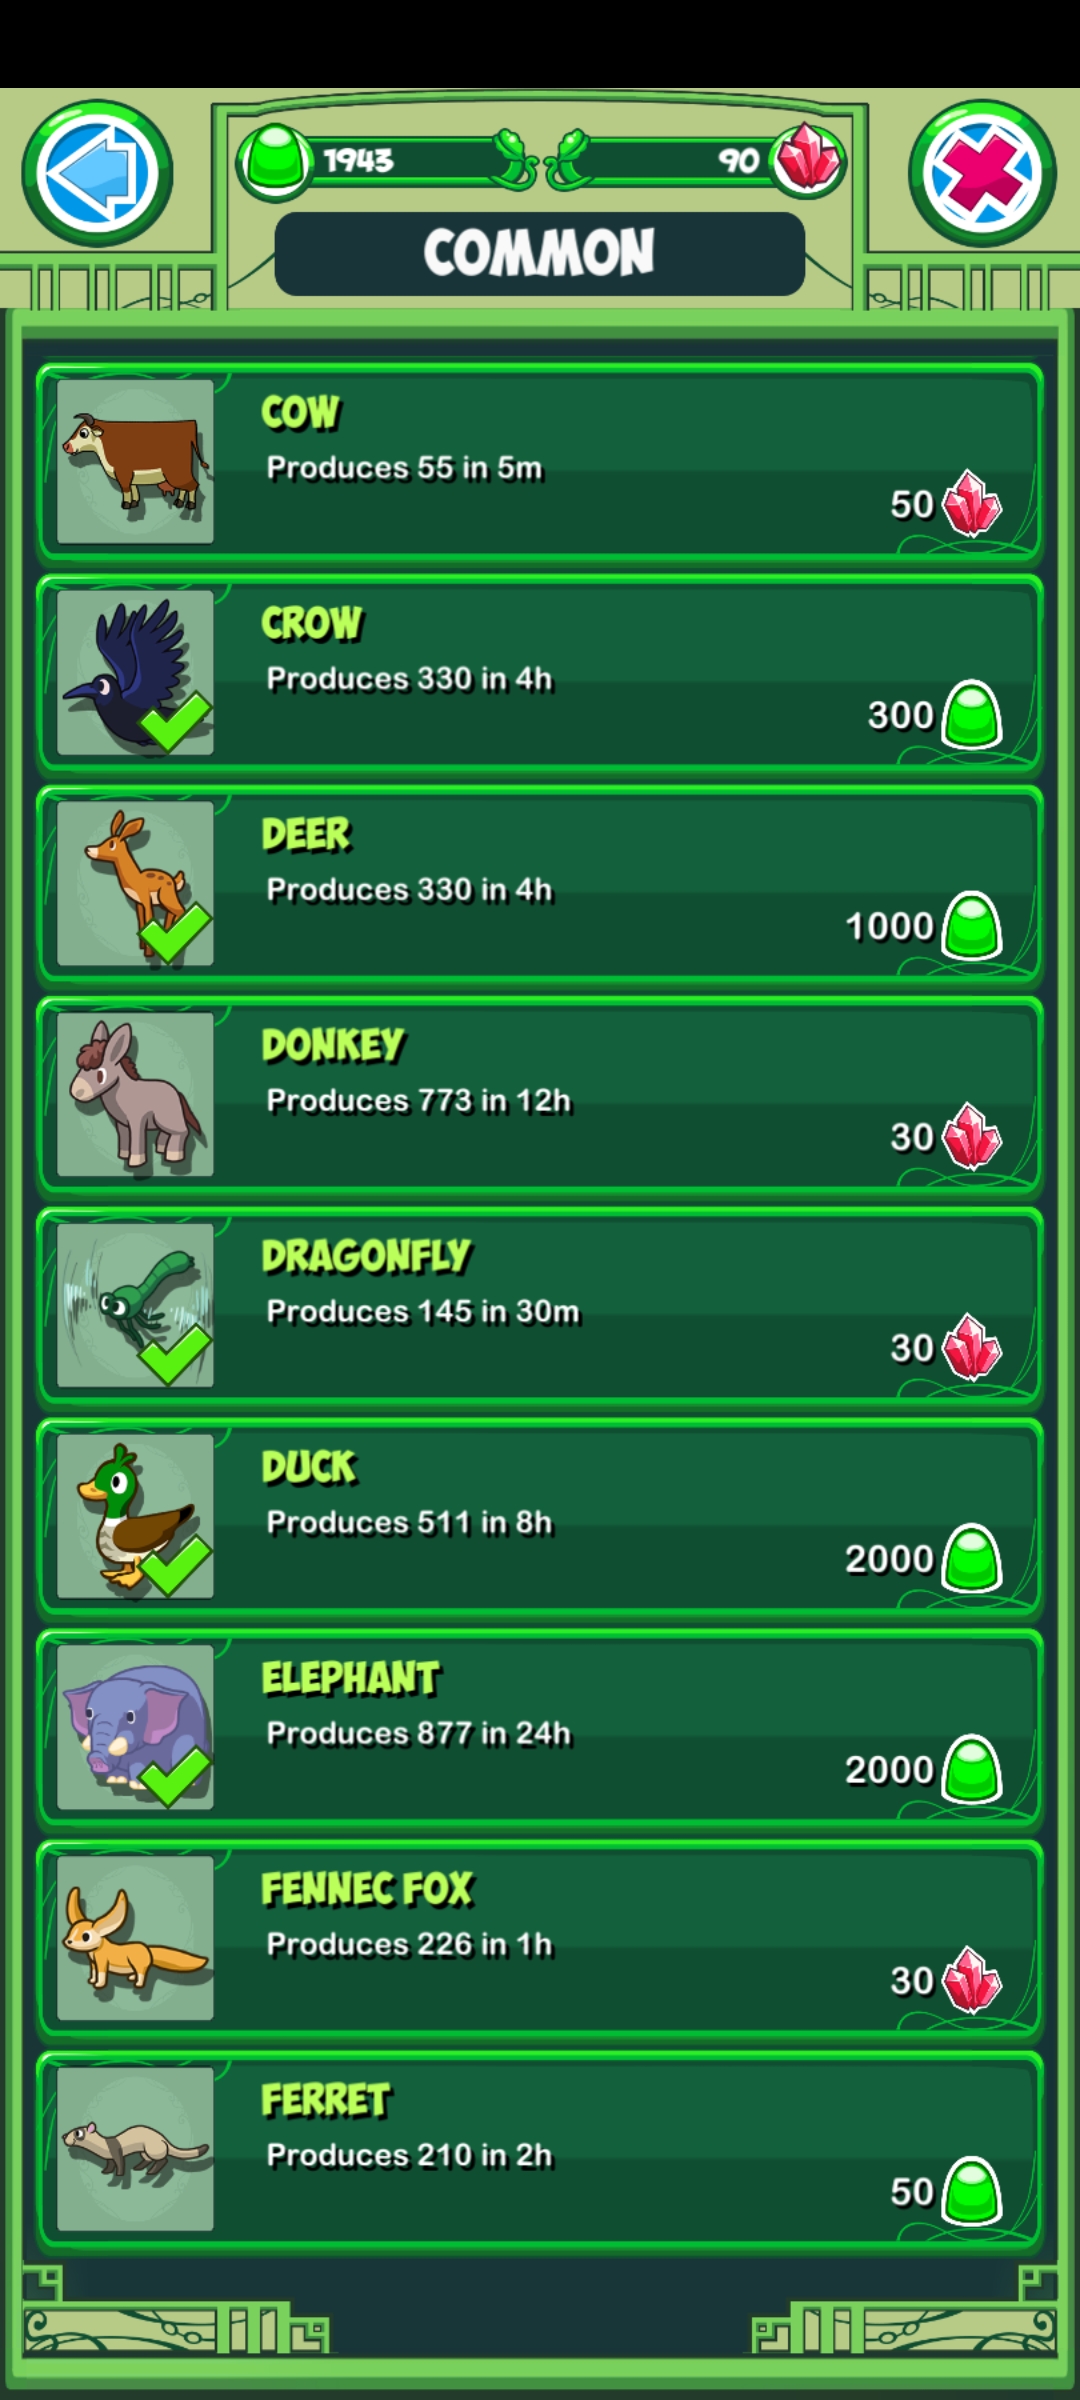 1943
90
COMMON
COW
Produces 55 in 5m
50
CROW
Produces 330 in 4h
300
DEER
Produces 330 in 4h
1000
DONKEY
Produces 773 in 12h
30
DRAGONFLY
Produces 145 in 30m
30
DUCK
Produces 511 in 8h
2000
ELEPHANT
Produces 877 in 24h
2000
FENNEC FOX
Produces 226 in 1h
30
FERRET
Produces 210 in 2h
50